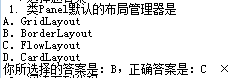 1. 类Panel默认的布局管理器是
A. GridLayout
B. BorderLayout
C. FlowLayout
D. CardLayout
你所选择的答案是：B，正确答案是：C ×